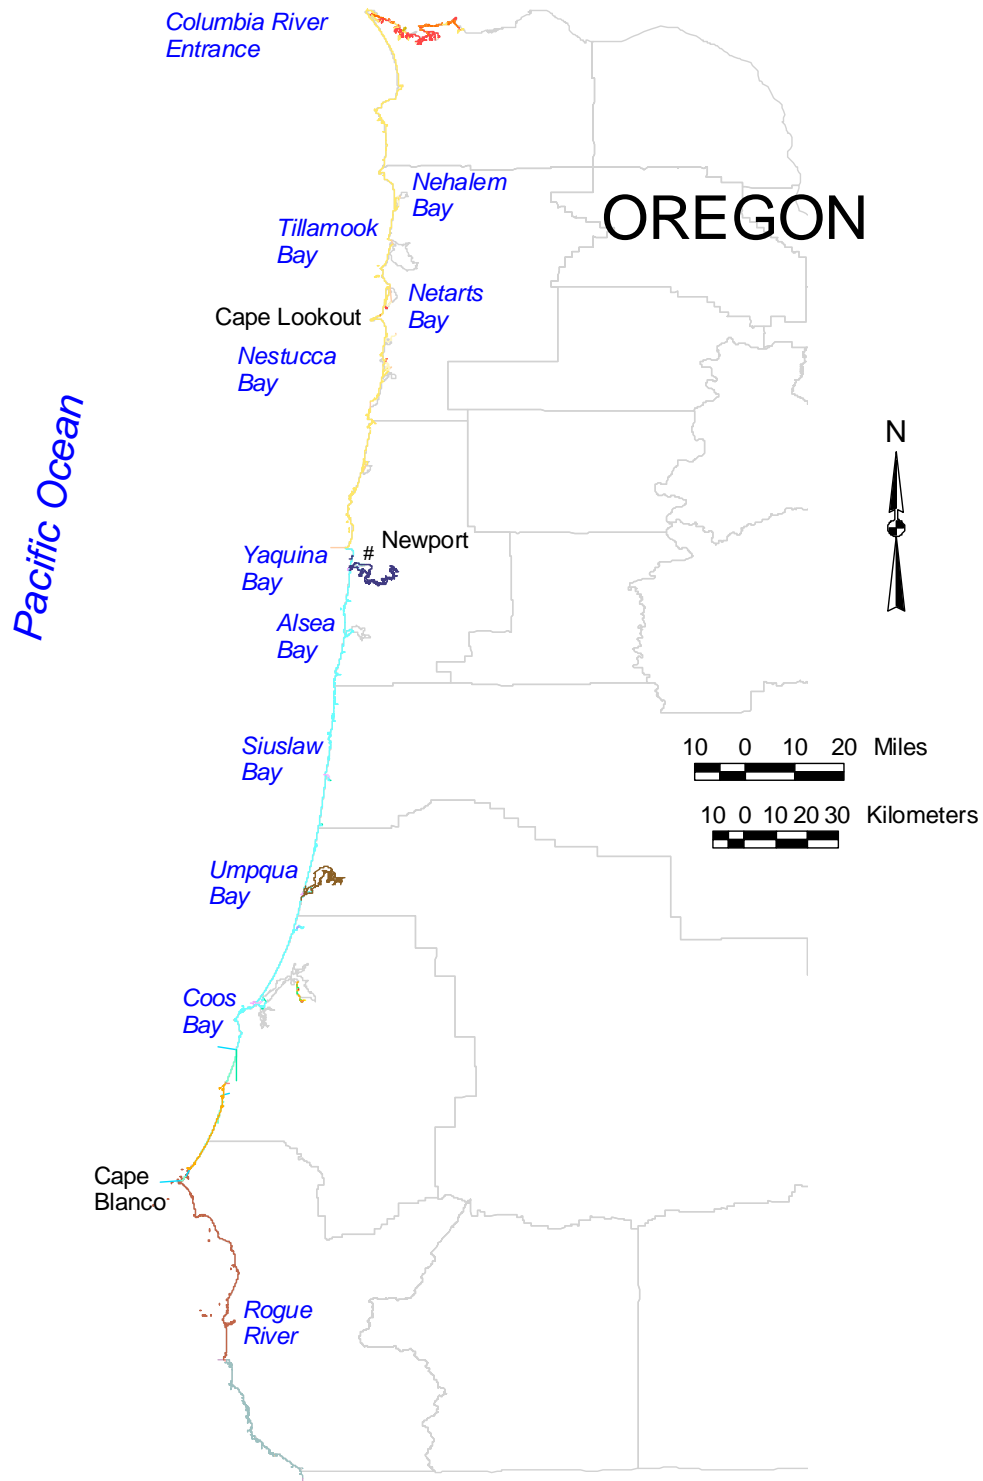 Columbia River
Entrance
Nehalem
Bay
OREGON
Tillamook
Bay
Netarts
Bay
Cape Lookout
Nestucca
Bay
Pacific Ocean
N
# Newport
Yaquina
Bay
Alsea
Bay
Siuslaw
Bay
10 0 10 20 Miles
10 0 10 20 30 Kilometers
Umpqua
Bay
Coos
Bay
Cape
Blanco
Rogue
River